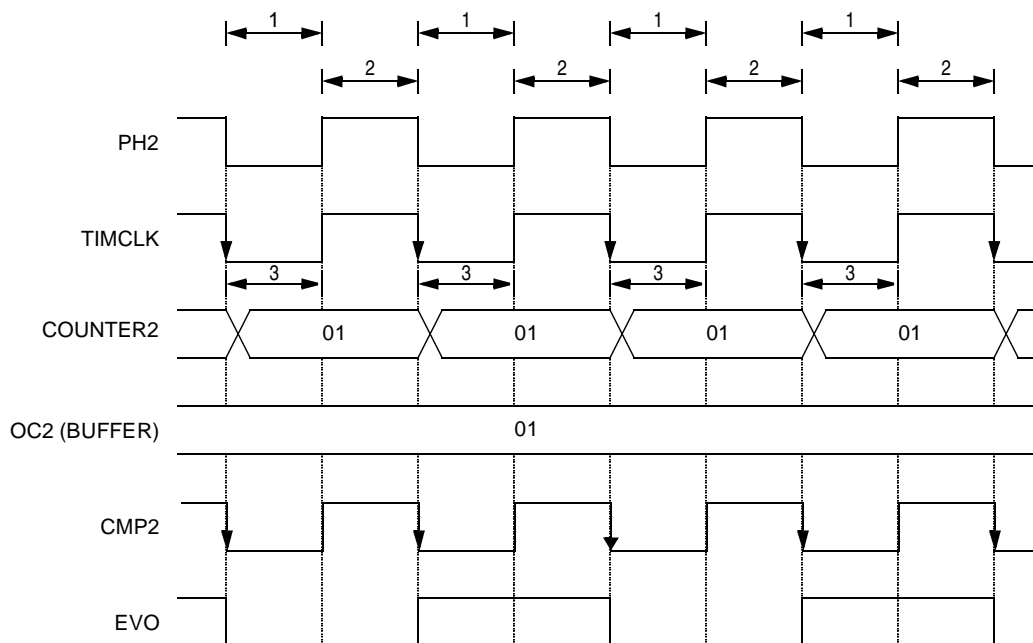 1 1 1 1
2 2 2 2
PH2
TIMCLK
3 3 3 3
COUNTER2 01 01 01 01
OC2 (BUFFER) 01
CMP2
EVO